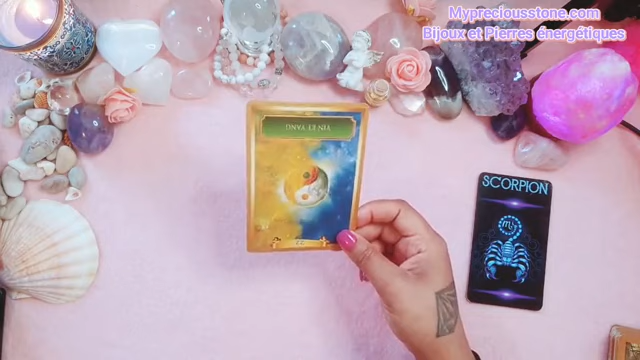 Mypreciousstone.com
Bijoux et Pierres énergétiques
YIN ET YANG
22
SCORPION